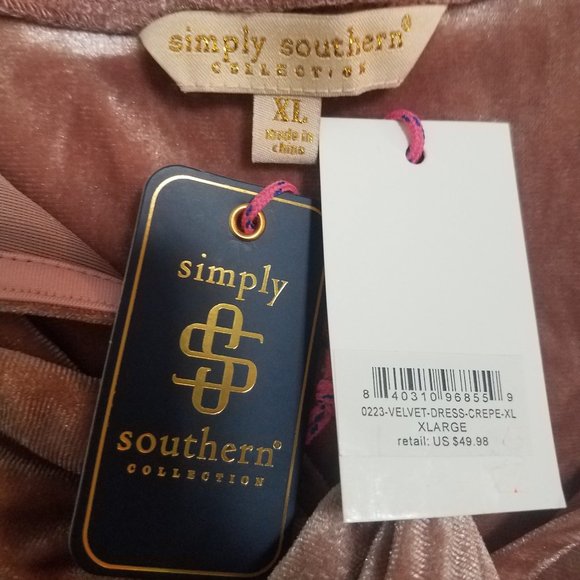 simply southern®
COLLECTION
XL
Made in
China
simply
southern®
COLLECTION
8 40310 96855 9
0223-VELVET-DRESS-CREPE-XL
XLARGE
retail: US $49.98